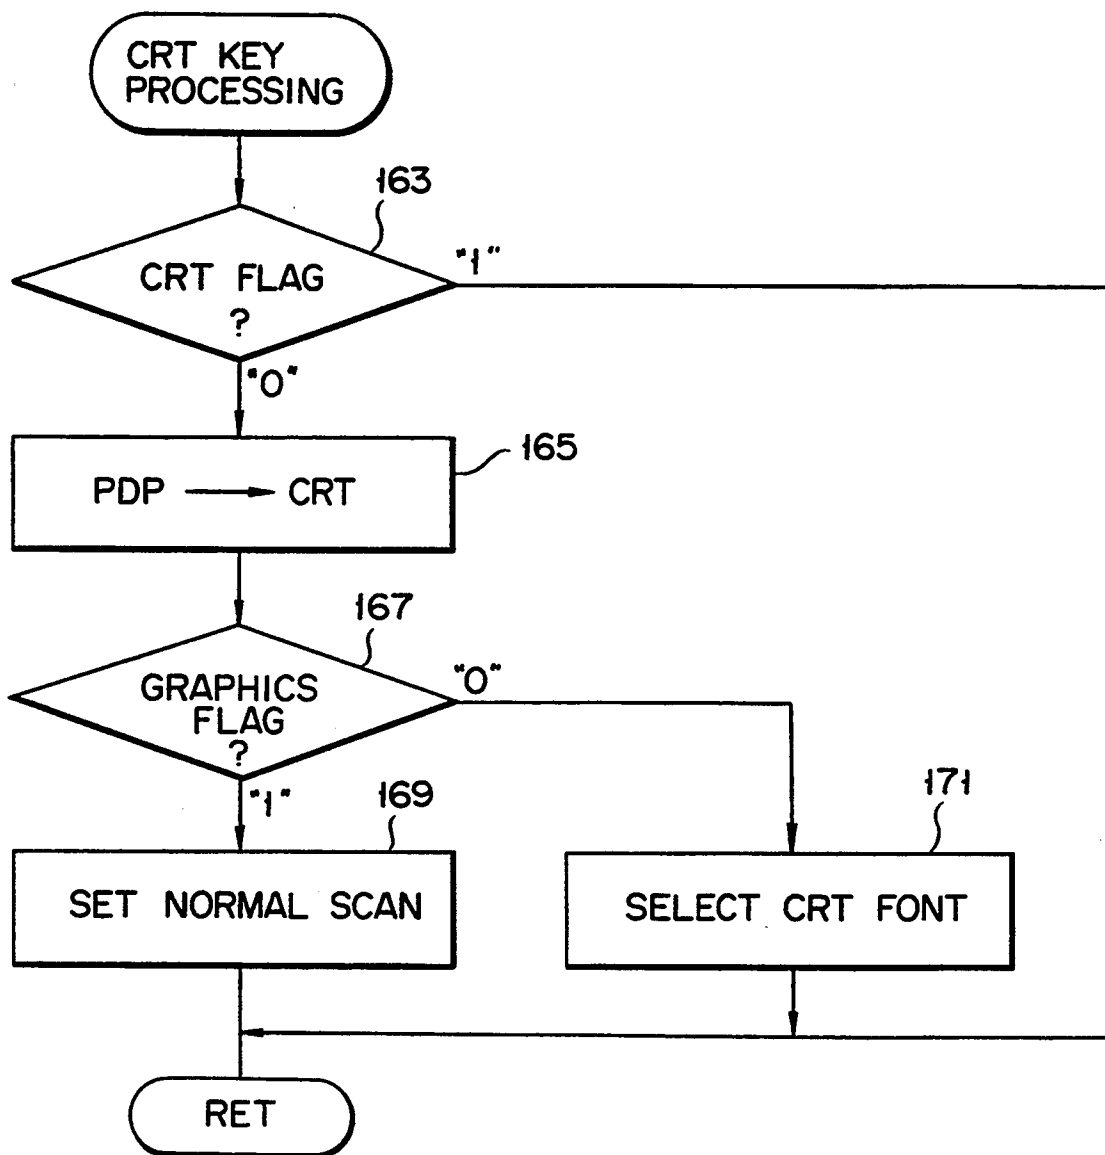 CRT KEY
PROCESSING
163
CRT FLAG
?
"1"
"0"
165
PDP → CRT
167
GRAPHICS
FLAG
?
"0"
"1"
169
SET NORMAL SCAN
171
SELECT CRT FONT
RET